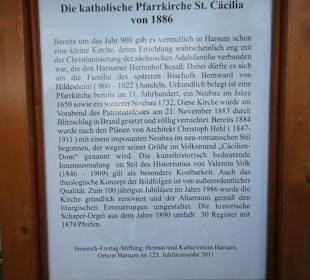 Die katholische Pfarrkirche St. Cäcilia
von 1886
Bereits um das Jahr 900 gab es vermutlich in Harsum schon
eine kleine Kirche, deren Errichtung wahrscheinlich eng mit
der Christianisierung der sächsischen Adelsfamilie verbunden
war, die den Harsumer Herrenhof besaß. Dabei dürfte es sich
um die Familie des späteren Bischofs Bernward von
Hildesheim ( 960 – 1022 ) handeln. Urkundlich belegt ist eine
Pfarrkirche bereits im 11. Jahrhundert, ein Neubau im Jahre
1650 sowie ein weiterer Neubau 1732. Diese Kirche wurde am
Vorabend des Patronatsfestes am 21. November 1883 durch
Blitzschlag in Brand gesetzt und völlig vernichtet. Bereits 1884
wurde nach den Plänen von Architekt Christoph Hehl ( 1847-
1911 ) mit einem imposanten Neubau im neu-romanischen Stil
begonnen, der wegen seiner Größe im Volksmund „Cäcilien-
Dom“ genannt wird. Die kunsthistorisch bedeutende
Innenausmalung im Stil des Historismus von Valentin Volk
(1846 – 1909) gilt als besondere Kostbarkeit. Auch das
theologische Konzept der Bildfolgen ist von außerordentlicher
Qualität. Zum 100 jährigen Jubiläum im Jahre 1986 wurde die
Kirche gründlich renoviert und der Altarraum gemäß den
liturgischen Erneuerungen umgestaltet. Die historische
Schaper-Orgel aus dem Jahre 1890 umfaßt 30 Register mit
1878 Pfeifen.
Heinrich-Freitag-Stiftung, Heimat-und Kulturverein Harsum,
Ortsrat Harsum im 125. Jubiläumsjahr 2011